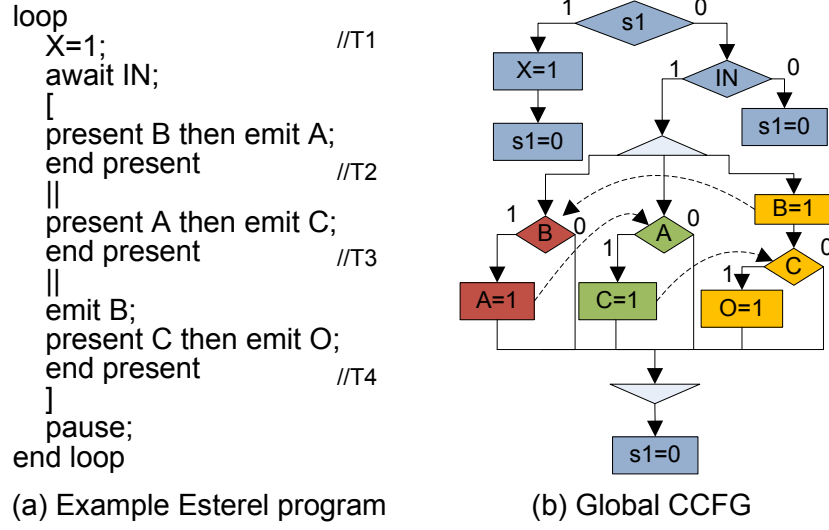 loop
X=1; //T1
await IN;
[
present B then emit A;
end present //T2
||
present A then emit C;
end present //T3
||
emit B;
present C then emit O;
end present //T4
]
pause;
end loop
(a) Example Esterel program
1 s1 0
X=1
1 IN 0
s1=0
s1=0
B=1
1 B 0
A 0
1
C 0
1
A=1
C=1
O=1
s1=0
(b) Global CCFG